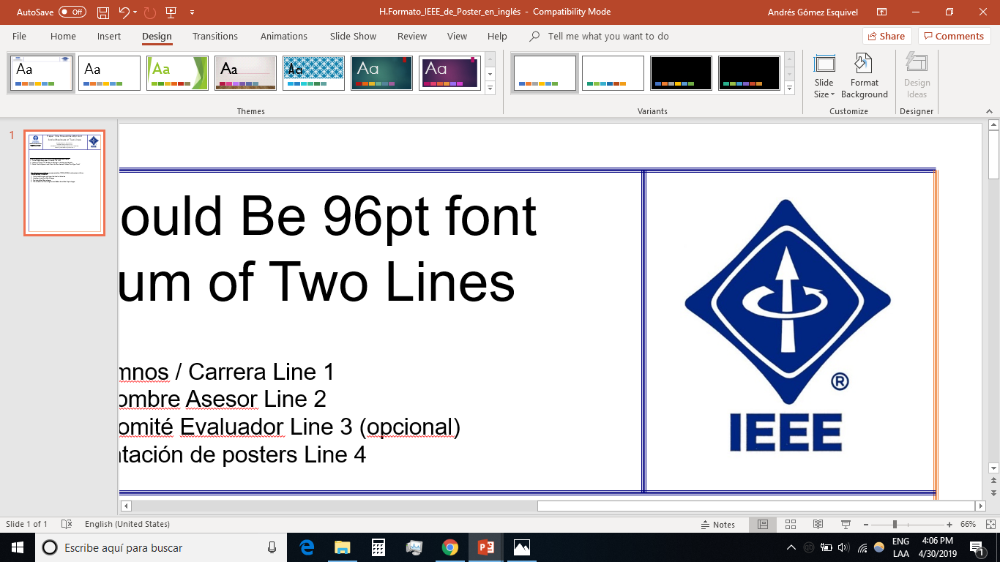 AutoSave Off H.Formato_IEEE_de_Poster_en_inglés - Compatibility Mode Andrés Gómez Esquivel
File Home Insert Design Transitions Animations Slide Show Review View Help Tell me what you want to do Share Comments
Aa Aa Aa Aa Aa Aa Aa
Slide Size Format Background Design Ideas
Themes Variants Customize Designer
1
ould Be 96pt font
um of Two Lines
mnos / Carrera Line 1
ombre Asesor Line 2
omité Evaluador Line 3 (opcional)
ntación de posters Line 4
®
IEEE
Slide 1 of 1 English (United States) Notes 66%
Escribe aquí para buscar
ENG 4:06 PM
LAA 4/30/2019 1